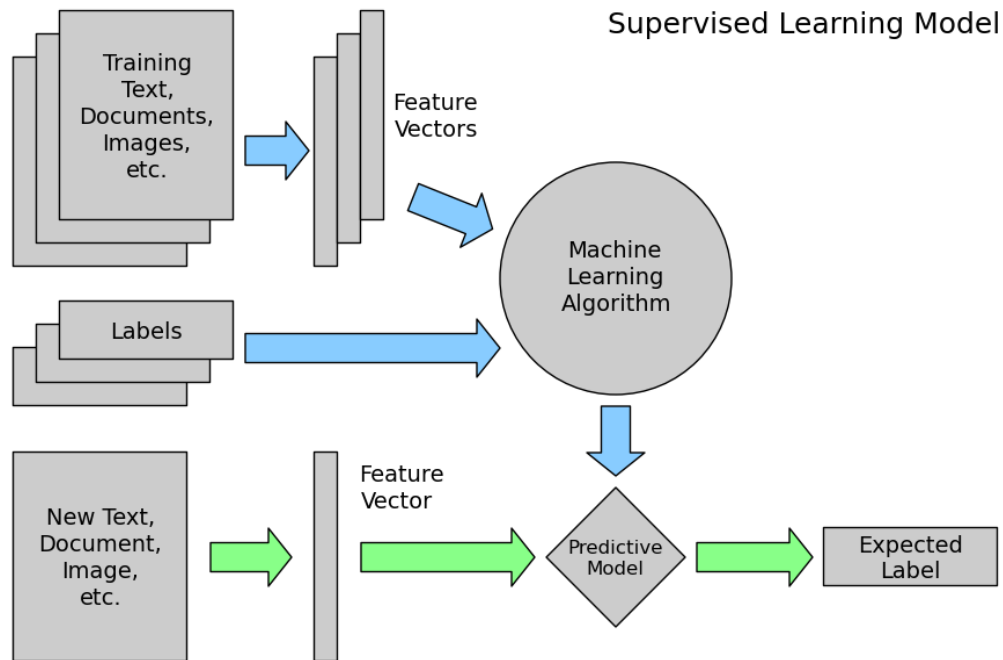 Supervised Learning Model
Training
Text,
Documents,
Images,
etc.
Feature
Vectors
Machine
Learning
Algorithm
Labels
New Text,
Document,
Image,
etc.
Feature
Vector
Predictive
Model
Expected
Label